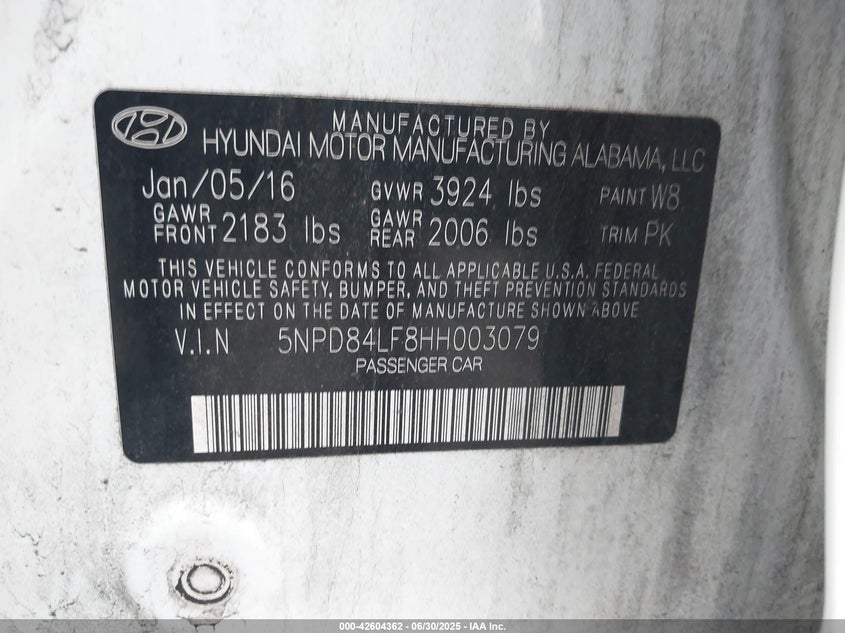 MANUFACTURED BY
HYUNDAI MOTOR MANUFACTURING ALABAMA, LLC
Jan/05/16 GVWR 3924 lbs PAINT W8
GAWR FRONT 2183 lbs GAWR REAR 2006 lbs TRIM PK
THIS VEHICLE CONFORMS TO ALL APPLICABLE U.S.A. FEDERAL
MOTOR VEHICLE SAFETY, BUMPER, AND THEFT PREVENTION STANDARDS
IN EFFECT ON THE DATE OF MANUFACTURE SHOWN ABOVE
V.I.N 5NPD84LF8HH003079
PASSENGER CAR
000-42604362 - 06/30/2025 - IAA Inc.